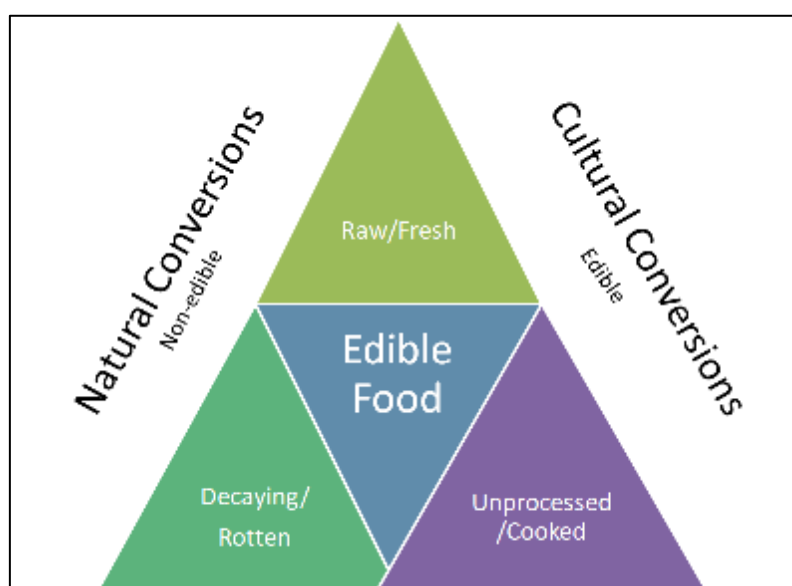 Natural Conversions
Non-edible
Cultural Conversions
Edible
Raw/Fresh
Edible
Food
Decaying/
Rotten
Unprocessed
/Cooked